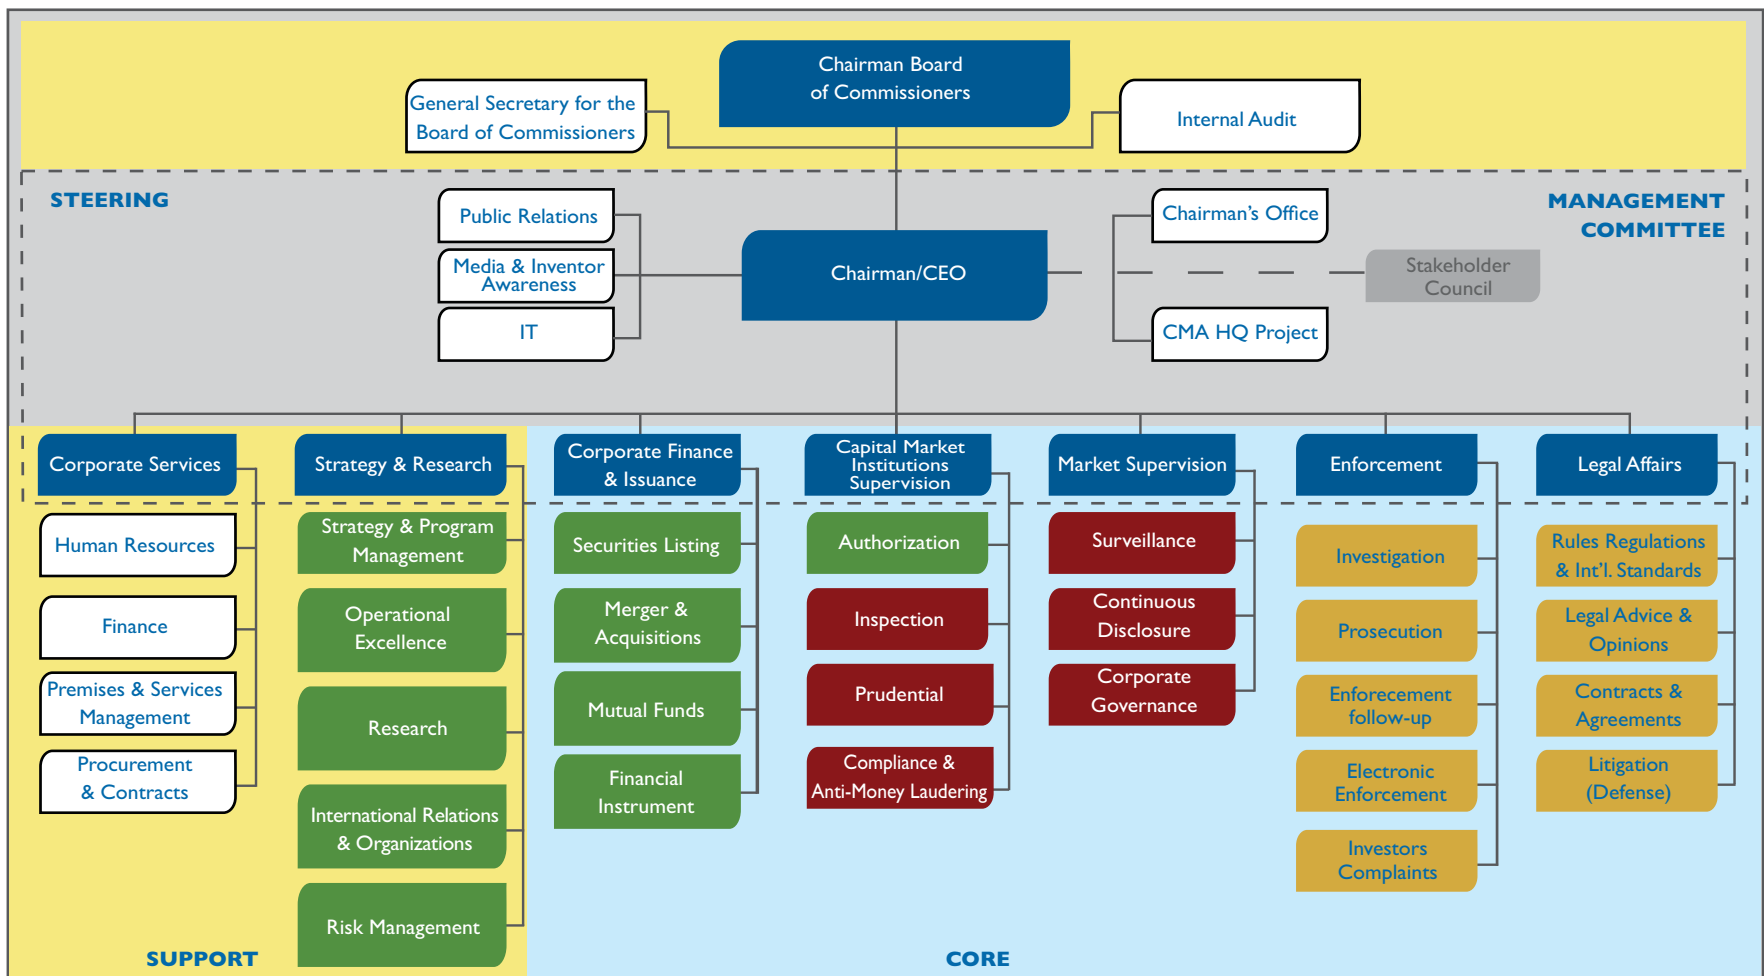 Chairman Board
of Commissioners
General Secretary for the
Board of Commissioners
Internal Audit
STEERING
MANAGEMENT
COMMITTEE
Public Relations
Chairman's Office
Media & Inventor
Awareness
Chairman/CEO
Stakeholder
Council
IT
CMA HQ Project
Corporate Services
Strategy & Research
Corporate Finance
& Issuance
Capital Market
Institutions
Supervision
Market Supervision
Enforcement
Legal Affairs
Human Resources
Finance
Premises & Services
Management
Procurement
& Contracts
Strategy & Program
Management
Operational
Excellence
Research
International Relations
& Organizations
Risk Management
Securities Listing
Merger &
Acquisitions
Mutual Funds
Financial
Instrument
Authorization
Inspection
Prudential
Compliance &
Anti-Money Laudering
Surveillance
Continuous
Disclosure
Corporate
Governance
Investigation
Prosecution
Enforecement
follow-up
Electronic
Enforcement
Investors
Complaints
Rules Regulations
& Int'l. Standards
Legal Advice &
Opinions
Contracts &
Agreements
Litigation
(Defense)
SUPPORT
CORE